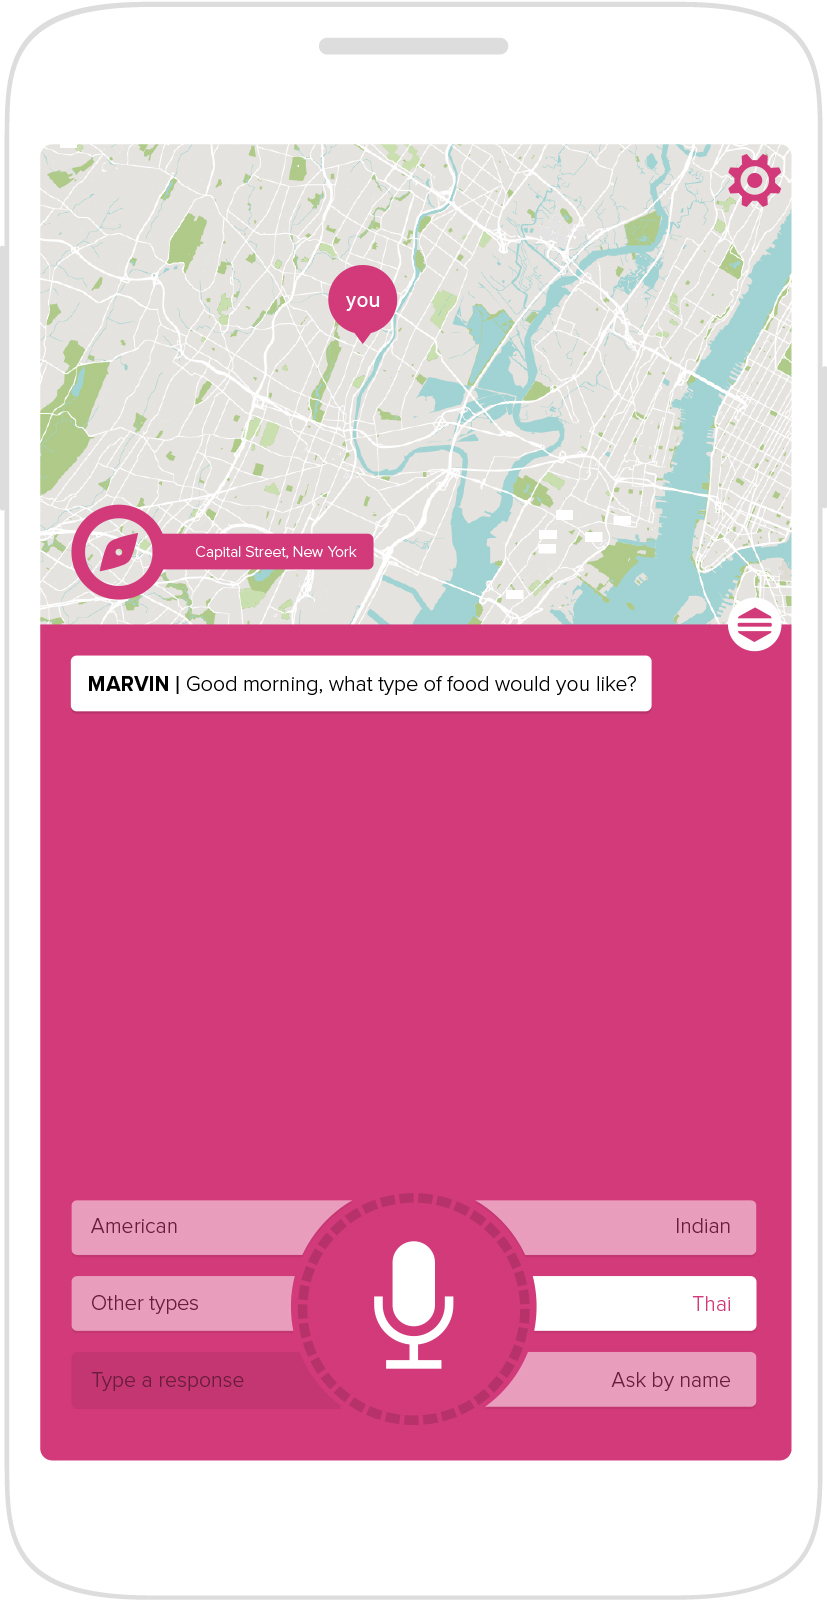 you
Capital Street, New York
MARVIN | Good morning, what type of food would you like?
American
Indian
Other types
Thai
Type a response
Ask by name